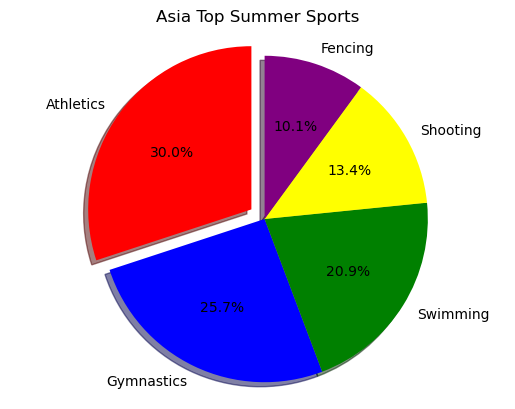 Asia Top Summer Sports
Fencing
Athletics
Shooting
10.1%
30.0%
13.4%
20.9%
25.7%
Swimming
Gymnastics